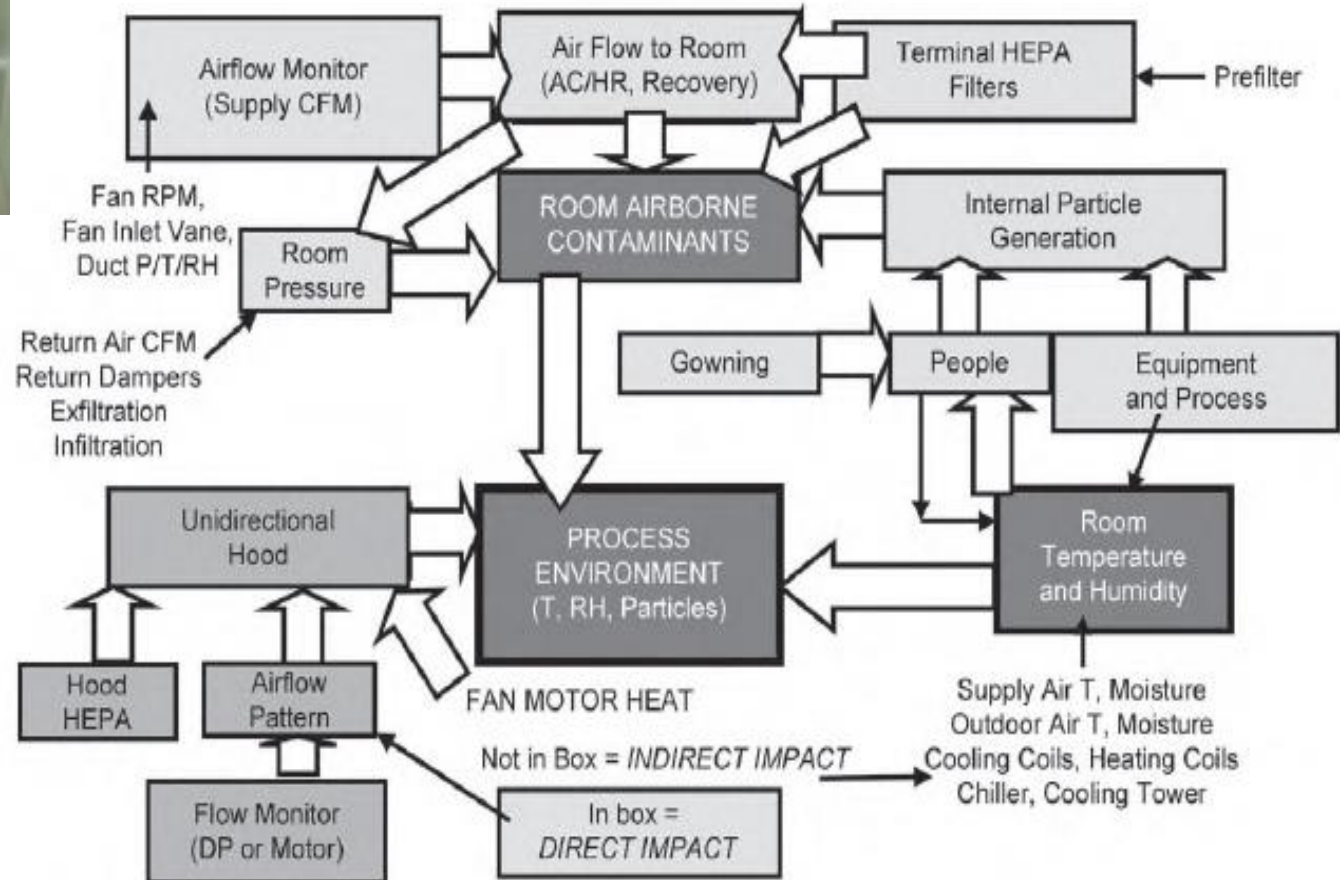 Airflow Monitor
(Supply CFM)
Air Flow to Room
(AC/HR, Recovery)
Terminal HEPA
Filters
Prefilter
Fan RPM,
Fan Inlet Vane,
Duct P/T/RH
Room
Pressure
ROOM AIRBORNE
CONTAMINANTS
Internal Particle
Generation
Return Air CFM
Return Dampers
Exfiltration
Infiltration
Gowning
People
Equipment
and Process
Unidirectional
Hood
PROCESS
ENVIRONMENT
(T, RH, Particles)
Room
Temperature
and Humidity
Hood
HEPA
Airflow
Pattern
FAN MOTOR HEAT
Supply Air T, Moisture
Outdoor Air T, Moisture
Cooling Coils, Heating Coils
Chiller, Cooling Tower
Not in Box = INDIRECT IMPACT
Flow Monitor
(DP or Motor)
In box =
DIRECT IMPACT